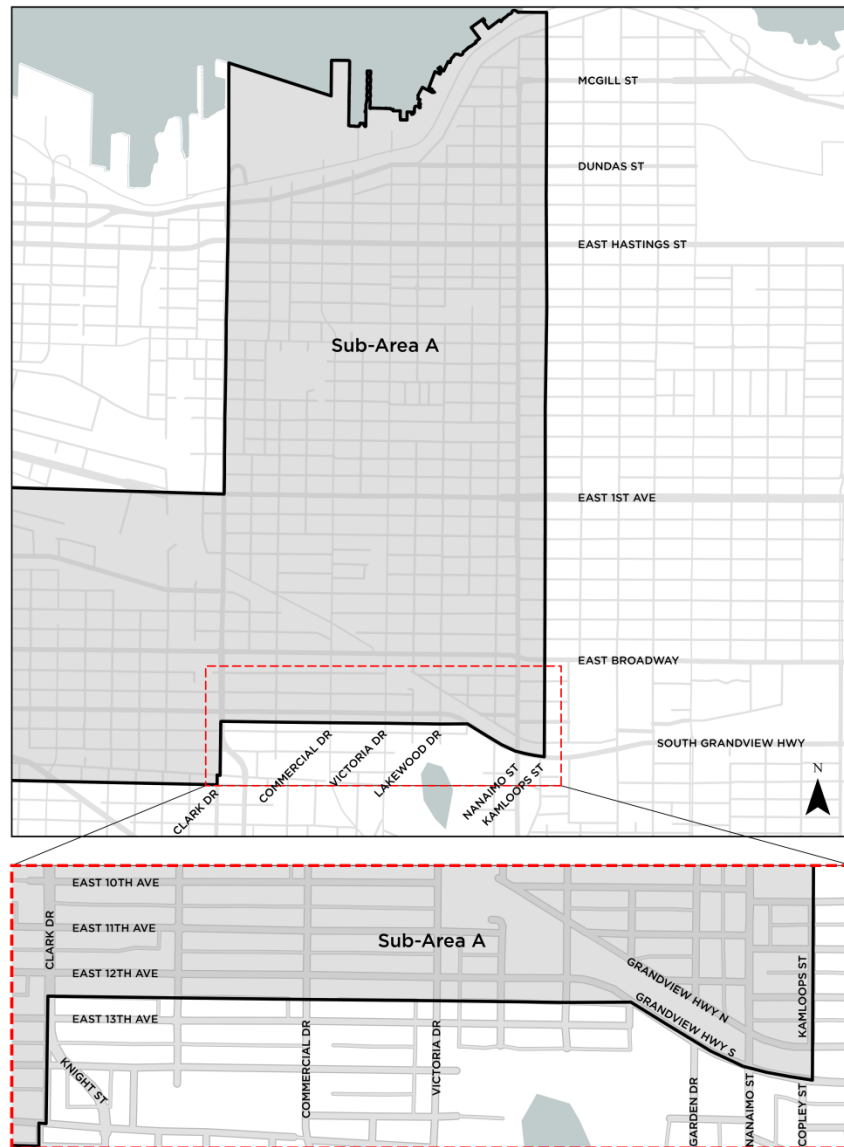 MCGILL ST
DUNDAS ST
EAST HASTINGS ST
Sub-Area A
EAST 1ST AVE
EAST BROADWAY
SOUTH GRANDVIEW HWY
CLARK DR
COMMERCIAL DR
VICTORIA DR
LAKEWOOD DR
NANAIMO ST
KAMLOOPS ST
N
EAST 10TH AVE
CLARK DR
EAST 11TH AVE
Sub-Area A
EAST 12TH AVE
GRANDVIEW HWY N
KAMLOOPS ST
GRANDVIEW HWY S
EAST 13TH AVE
KNIGHT ST
COMMERCIAL DR
VICTORIA DR
GARDEN DR
NANAIMO ST
COPLEY ST